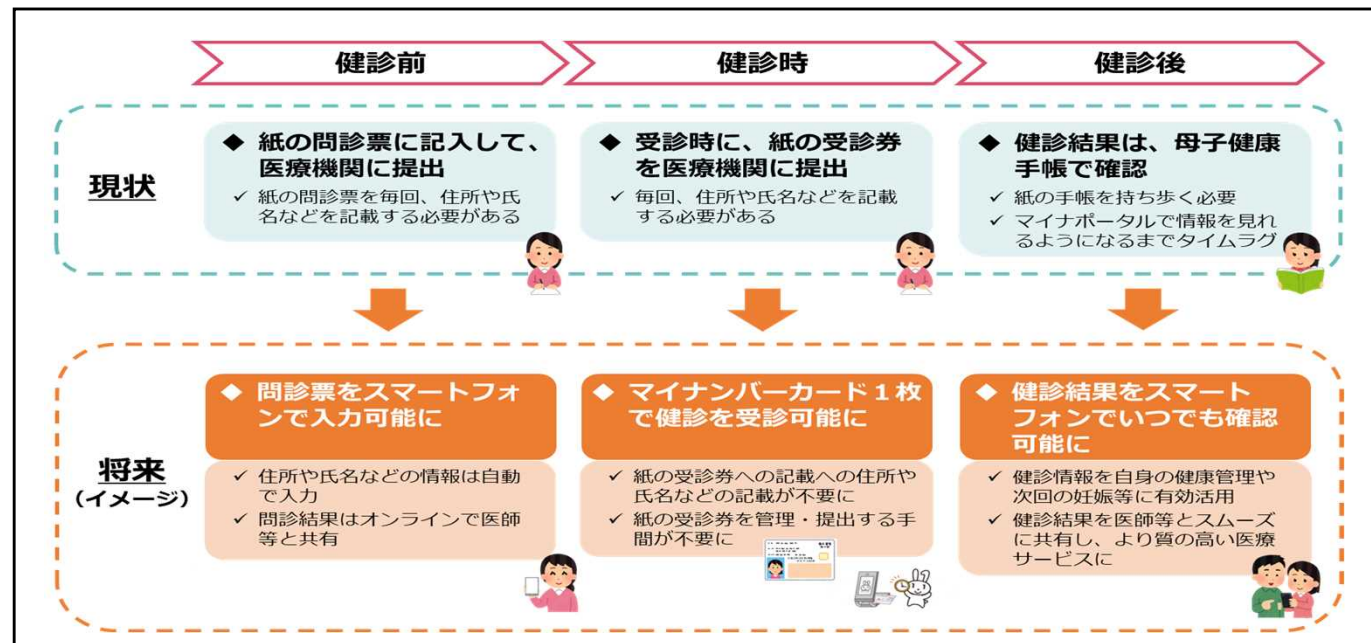 健診前
健診時
健診後
現状
◆ 紙の問診票に記入して、
医療機関に提出
✓ 紙の問診票を毎回、住所や氏
名などを記載する必要がある
◆ 受診時に、紙の受診券
を医療機関に提出
✓ 毎回、住所や氏名などを記載
する必要がある
◆ 健診結果は、母子健康
手帳で確認
✓ 紙の手帳を持ち歩く必要
✓ マイナポータルで情報を見れ
るようになるまでタイムラグ
将来
（イメージ）
◆ 問診票をスマートフォ
ンで入力可能に
✓ 住所や氏名などの情報は自動
で入力
✓ 問診結果はオンラインで医師
等と共有
◆ マイナンバーカード１枚
で健診を受診可能に
✓ 紙の受診券への記載への住所や
氏名などの記載が不要に
✓ 紙の受診券を管理・提出する手
間が不要に
◆ 健診結果をスマート
フォンでいつでも確認
可能に
✓ 健診情報を自身の健康管理や
次回の妊娠等に有効活用
✓ 健診結果を医師等とスムーズ
に共有し、より質の高い医療
サービスに